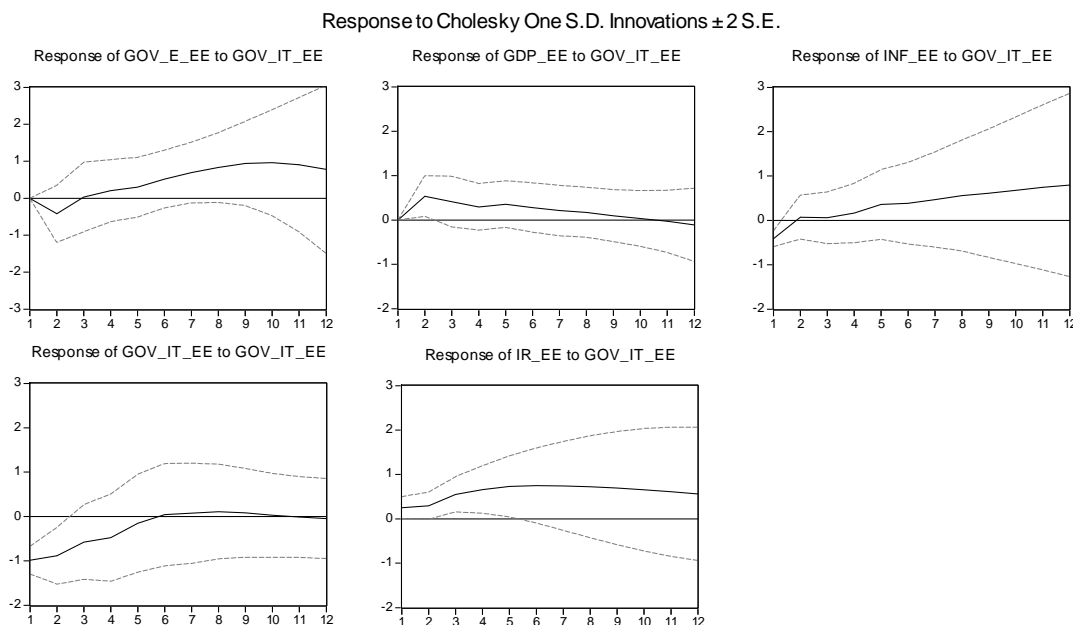 Response to Cholesky One S.D. Innovations ± 2 S.E.
Response of GOV_E_EE to GOV_IT_EE
3
2
1
0
-1
-2
-3
1 2 3 4 5 6 7 8 9 10 11 12
Response of GDP_EE to GOV_IT_EE
3
2
1
0
-1
-2
1 2 3 4 5 6 7 8 9 10 11 12
Response of INF_EE to GOV_IT_EE
3
2
1
0
-1
-2
1 2 3 4 5 6 7 8 9 10 11 12
Response of GOV_IT_EE to GOV_IT_EE
3
2
1
0
-1
-2
1 2 3 4 5 6 7 8 9 10 11 12
Response of IR_EE to GOV_IT_EE
3
2
1
0
-1
-2
1 2 3 4 5 6 7 8 9 10 11 12